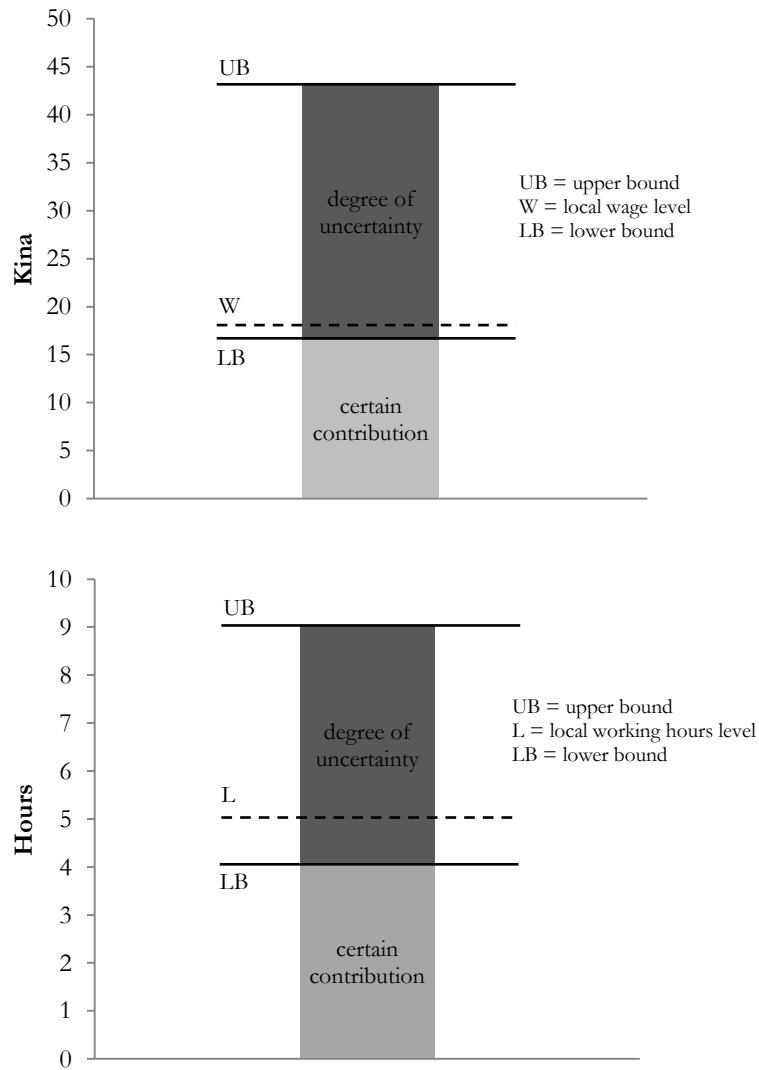 50
45
40
35
30
25
20
15
10
5
0
Kina
UB
degree of
uncertainty
W
LB
certain
contribution
UB = upper bound
W = local wage level
LB = lower bound
10
9
8
7
6
5
4
3
2
1
0
Hours
UB
degree of
uncertainty
L
LB
certain
contribution
UB = upper bound
L = local working hours level
LB = lower bound